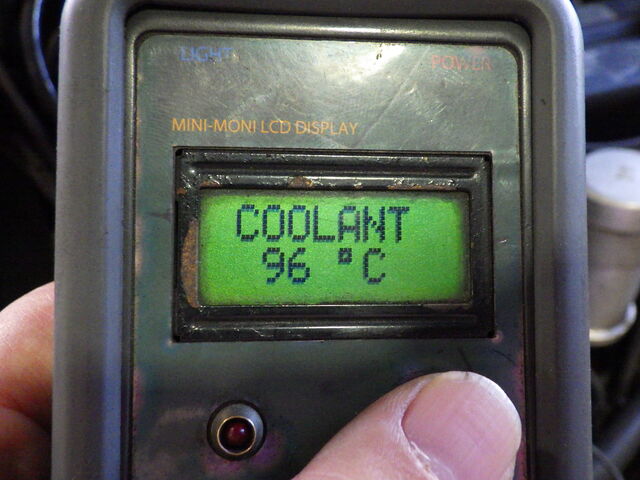 LIGHT
POWER
MINI-MONI LCD DISPLAY
COOLANT
96 °C